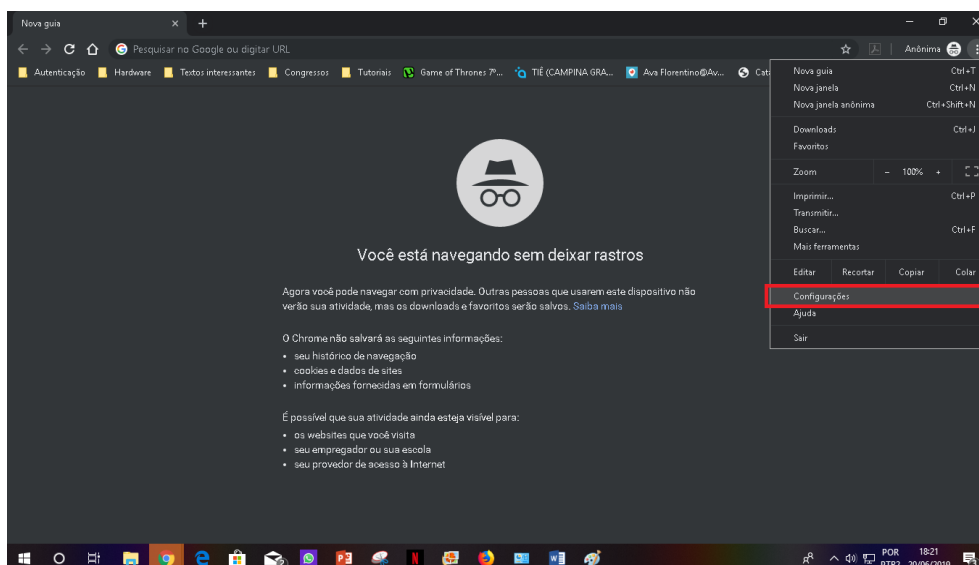 Nova guia
Pesquisar no Google ou digitar URL
Anônima
Autenticação Hardware Textos interessantes Congressos Tutoriais Game of Thrones 7ª... TIÊ (CAMPINA GRA... Ava Florentino@Av... Cat
Nova guia Ctrl+T
Nova janela Ctrl+N
Nova janela anônima Ctrl+Shift+N
Downloads Ctrl+J
Favoritos
Zoom - 100% +
Imprimir... Ctrl+P
Transmitir...
Buscar... Ctrl+F
Mais ferramentas
Editar Recortar Copiar Colar
Configurações
Ajuda
Sair
Você está navegando sem deixar rastros
Agora você pode navegar com privacidade. Outras pessoas que usarem este dispositivo não
verão sua atividade, mas os downloads e favoritos serão salvos. Saiba mais
O Chrome não salvará as seguintes informações:
• seu histórico de navegação
• cookies e dados de sites
• informações fornecidas em formulários
É possível que sua atividade ainda esteja visível para:
• os websites que você visita
• seu empregador ou sua escola
• seu provedor de acesso à Internet
POR 18:21
PTB2 20/06/2019